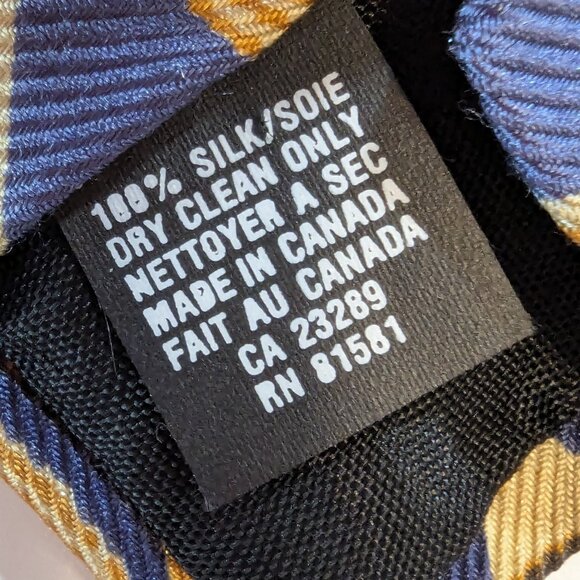 100% SILK/SOIE
DRY CLEAN ONLY
NETTOYER A SEC
MADE IN CANADA
FAIT AU CANADA
CA 23289
RN 81581